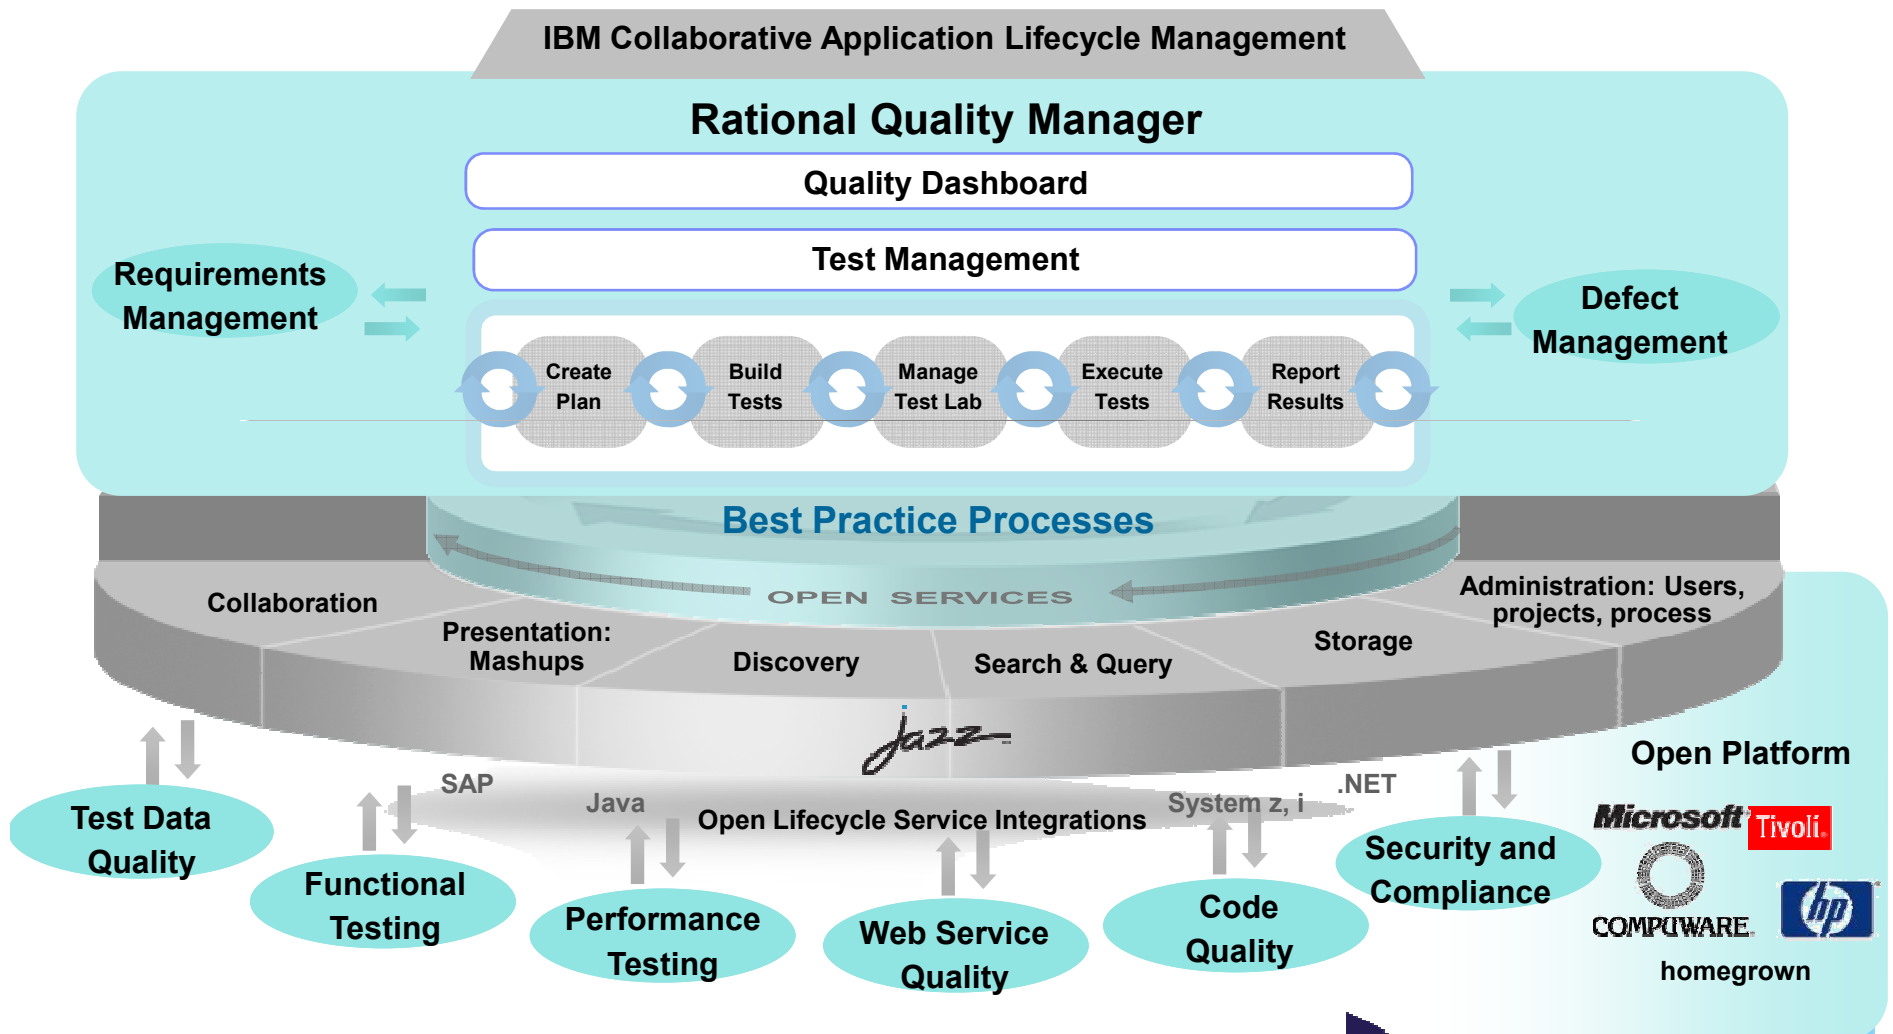 IBM Collaborative Application Lifecycle Management
Rational Quality Manager
Quality Dashboard
Test Management
Requirements
Management
Defect
Management
Create
Plan
Build
Tests
Manage
Test Lab
Execute
Tests
Report
Results
Best Practice Processes
OPEN SERVICES
Collaboration
Presentation:
Mashups
Discovery
Search & Query
Storage
Administration: Users,
projects, process
jazz
SAP
Java
Open Lifecycle Service Integrations
System z, i
.NET
Test Data
Quality
Functional
Testing
Performance
Testing
Web Service
Quality
Code
Quality
Security and
Compliance
Open Platform
Microsoft
Tivoli.
COMPUWARE.
hp
homegrown